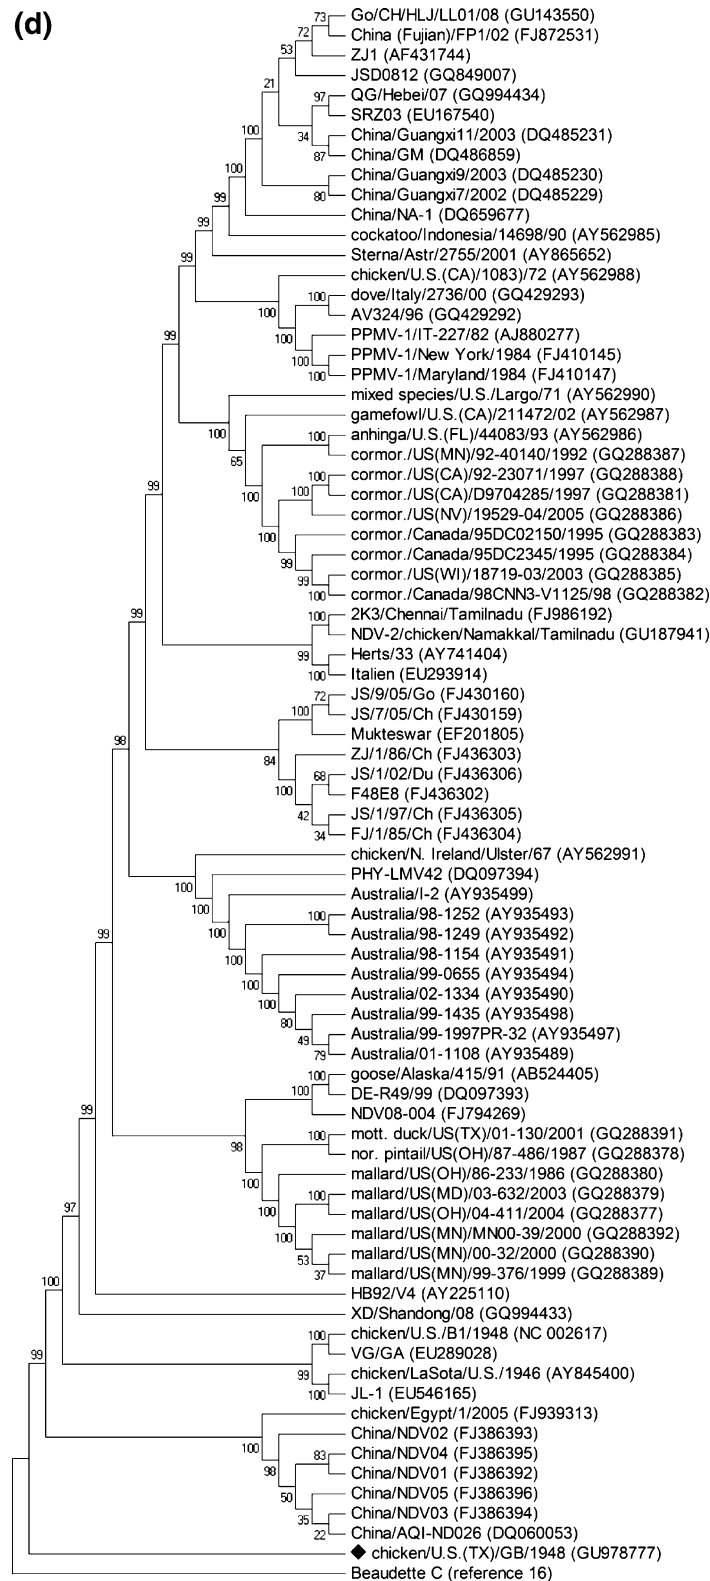 (d)
Go/CH/HLJ/LL01/08 (GU143550)
China (Fujian)/FP1/02 (FJ872531)
ZJ1 (AF431744)
JSD0812 (GQ849007)
QG/Hebei/07 (GQ994434)
SRZ03 (EU167540)
China/Guangxi11/2003 (DQ485231)
China/GM (DQ486859)
China/Guangxi9/2003 (DQ485230)
China/Guangxi7/2002 (DQ485229)
China/NA-1 (DQ659677)
cockatoo/Indonesia/14698/90 (AY562985)
Sterna/Astr/2755/2001 (AY865652)
chicken/U.S.(CA)/1083)/72 (AY562988)
dove/Italy/2736/00 (GQ429293)
AV324/96 (GQ429292)
PPMV-1/IT-227/82 (AJ880277)
PPMV-1/New York/1984 (FJ410145)
PPMV-1/Maryland/1984 (FJ410147)
mixed species/U.S./Largo/71 (AY562990)
gamefowl/U.S.(CA)/211472/02 (AY562987)
anhinga/U.S.(FL)/44083/93 (AY562986)
cormor./US(MN)/92-40140/1992 (GQ288387)
cormor./US(CA)/92-23071/1997 (GQ288388)
cormor./US(CA)/D9704285/1997 (GQ288381)
cormor./US(NV)/19529-04/2005 (GQ288386)
cormor./Canada/95DC02150/1995 (GQ288383)
cormor./Canada/95DC2345/1995 (GQ288384)
cormor./US(WI)/18719-03/2003 (GQ288385)
cormor./Canada/98CNN3-V1125/98 (GQ288382)
2K3/Chennai/Tamilnadu (FJ986192)
NDV-2/chicken/Namakkal/Tamilnadu (GU187941)
Herts/33 (AY741404)
Italien (EU293914)
JS/9/05/Go (FJ430160)
JS/7/05/Ch (FJ430159)
Mukteswar (EF201805)
ZJ/1/86/Ch (FJ436303)
JS/1/02/Du (FJ436306)
F48E8 (FJ436302)
JS/1/97/Ch (FJ436305)
FJ/1/85/Ch (FJ436304)
chicken/N. Ireland/Ulster/67 (AY562991)
PHY-LMV42 (DQ097394)
Australia/I-2 (AY935499)
Australia/98-1252 (AY935493)
Australia/98-1249 (AY935492)
Australia/98-1154 (AY935491)
Australia/99-0655 (AY935494)
Australia/02-1334 (AY935490)
Australia/99-1435 (AY935498)
Australia/99-1997PR-32 (AY935497)
Australia/01-1108 (AY935489)
goose/Alaska/415/91 (AB524405)
DE-R49/99 (DQ097393)
NDV08-004 (FJ794269)
mott. duck/US(TX)/01-130/2001 (GQ288391)
nor. pintail/US(OH)/87-486/1987 (GQ288378)
mallard/US(OH)/86-233/1986 (GQ288380)
mallard/US(MD)/03-632/2003 (GQ288379)
mallard/US(OH)/04-411/2004 (GQ288377)
mallard/US(MN)/MN00-39/2000 (GQ288392)
mallard/US(MN)/00-32/2000 (GQ288390)
mallard/US(MN)/99-376/1999 (GQ288389)
HB92/V4 (AY225110)
XD/Shandong/08 (GQ994433)
chicken/U.S./B1/1948 (NC 002617)
VG/GA (EU289028)
chicken/LaSota/U.S./1946 (AY845400)
JL-1 (EU546165)
chicken/Egypt/1/2005 (FJ939313)
China/NDV02 (FJ386393)
China/NDV04 (FJ386395)
China/NDV01 (FJ386392)
China/NDV05 (FJ386396)
China/NDV03 (FJ386394)
China/AQI-ND026 (DQ060053)
chicken/U.S.(TX)/GB/1948 (GU978777)
Beaudette C (reference 16)
73
72
53
21
97
34
87
100
80
100
99
99
99
100
100
100
100
100
99
100
65
100
100
100
100
100
99
99
100
99
100
99
100
99
72
100
84
100
68
42
34
98
100
100
100
100
100
100
80
49
79
99
100
100
98
100
100
100
100
100
53
37
99
97
100
100
99
100
99
100
98
83
50
35
22